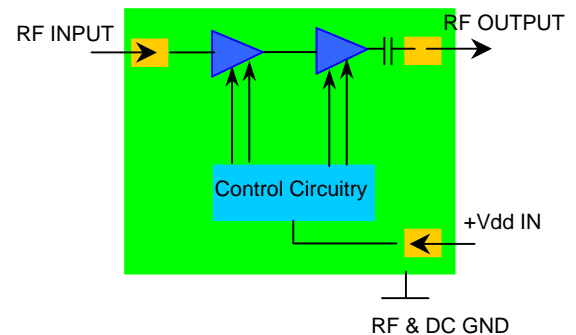 RF INPUT
RF OUTPUT
Control Circuitry
+Vdd IN
RF & DC GND